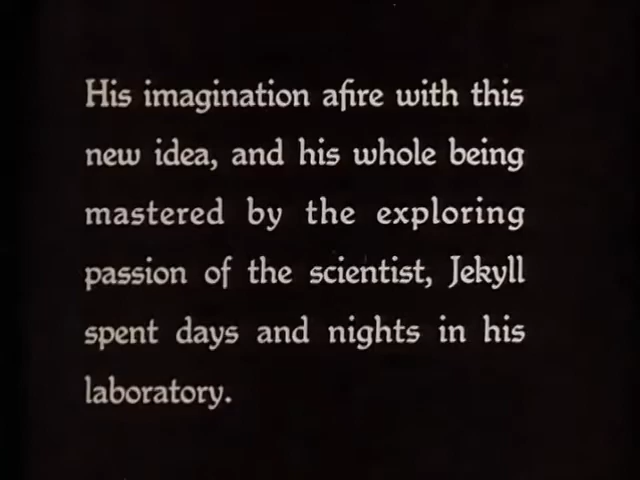 His imagination afire with this
new idea, and his whole being
mastered by the exploring
passion of the scientist, Jekyll
spent days and nights in his
laboratory.